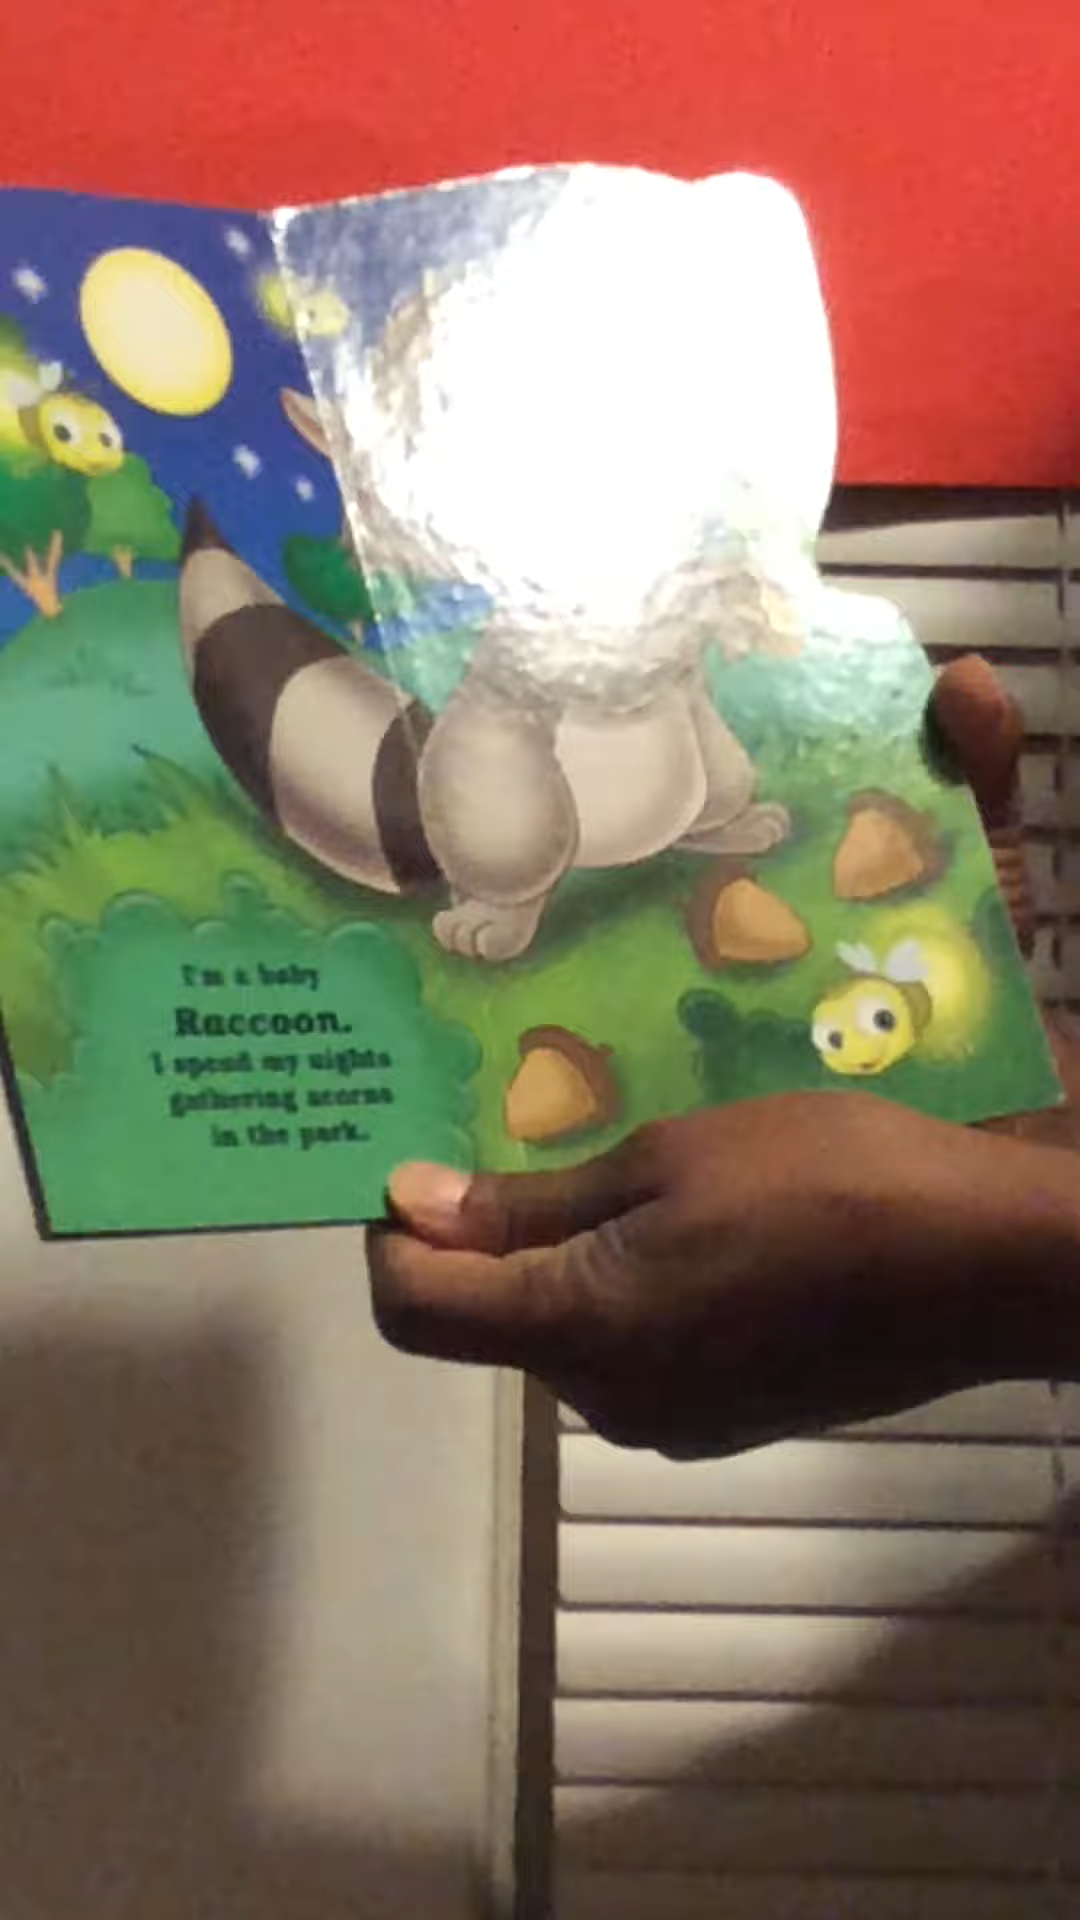 I'm a baby
Raccoon.
I spend my nights
gathering acorns
in the park.